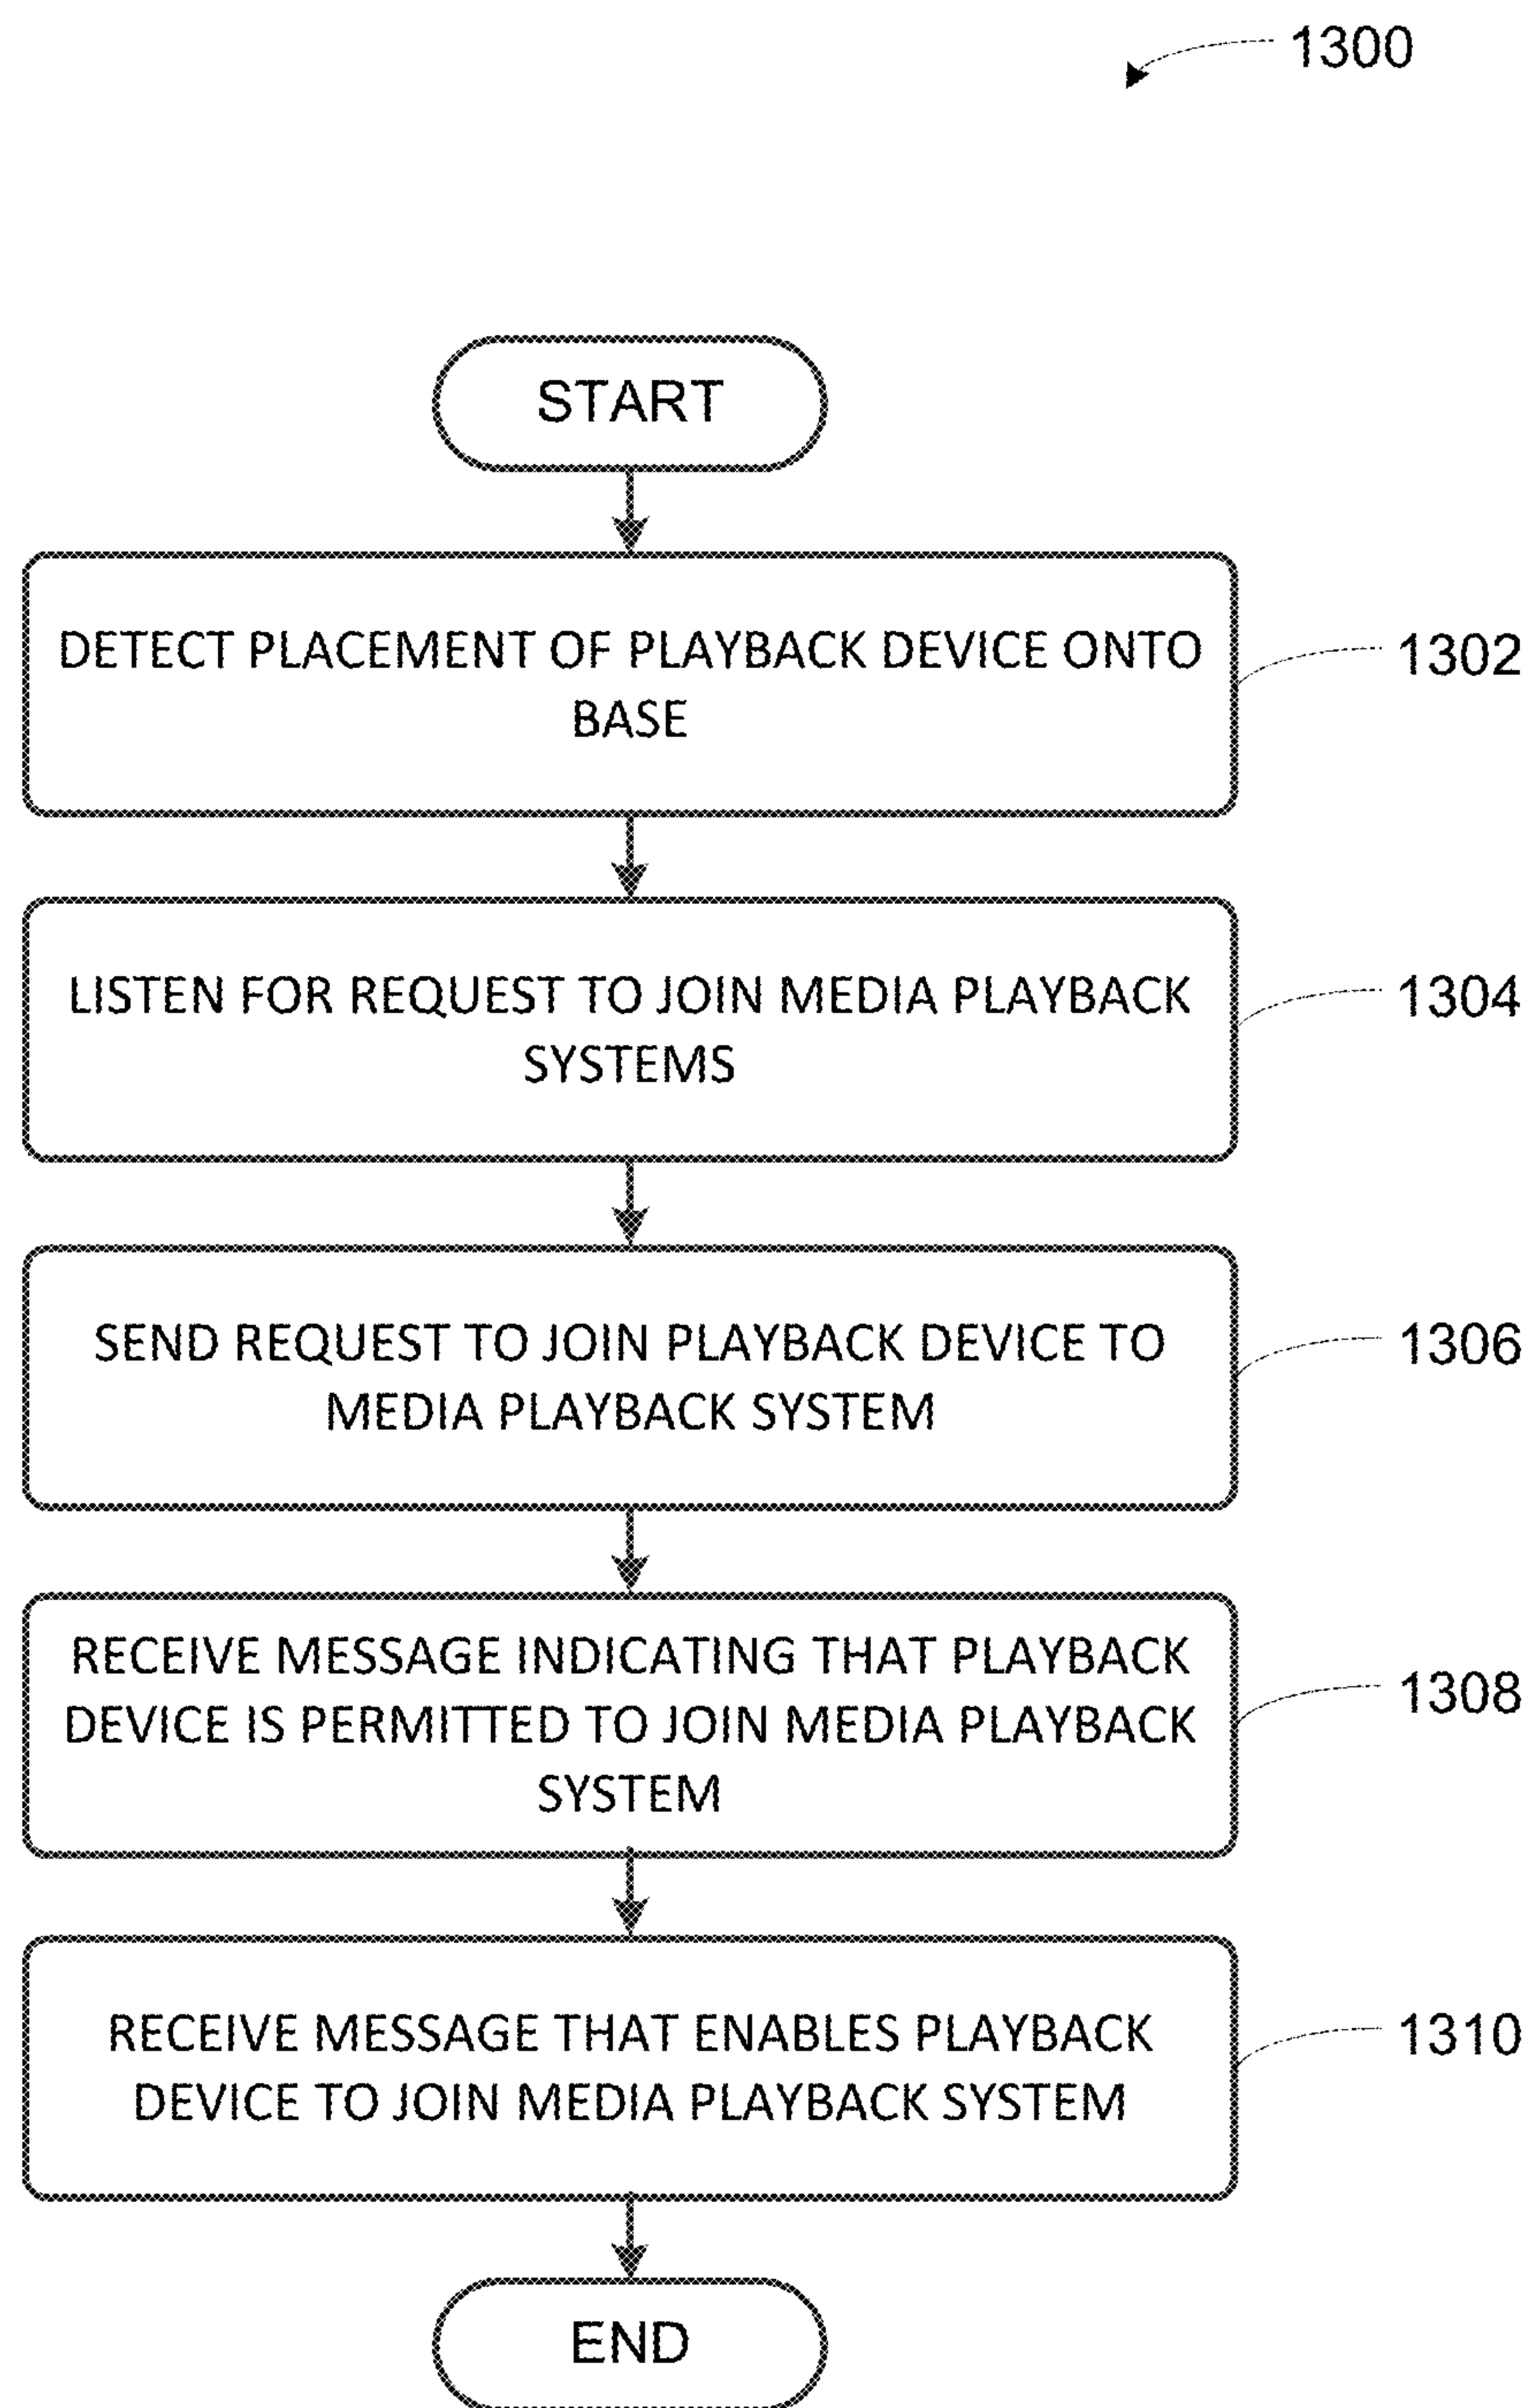 1300
START
DETECT PLACEMENT OF PLAYBACK DEVICE ONTO
BASE
1302
LISTEN FOR REQUEST TO JOIN MEDIA PLAYBACK
SYSTEMS
1304
SEND REQUEST TO JOIN PLAYBACK DEVICE TO
MEDIA PLAYBACK SYSTEM
1306
RECEIVE MESSAGE INDICATING THAT PLAYBACK
DEVICE IS PERMITTED TO JOIN MEDIA PLAYBACK
SYSTEM
1308
RECEIVE MESSAGE THAT ENABLES PLAYBACK
DEVICE TO JOIN MEDIA PLAYBACK SYSTEM
1310
END